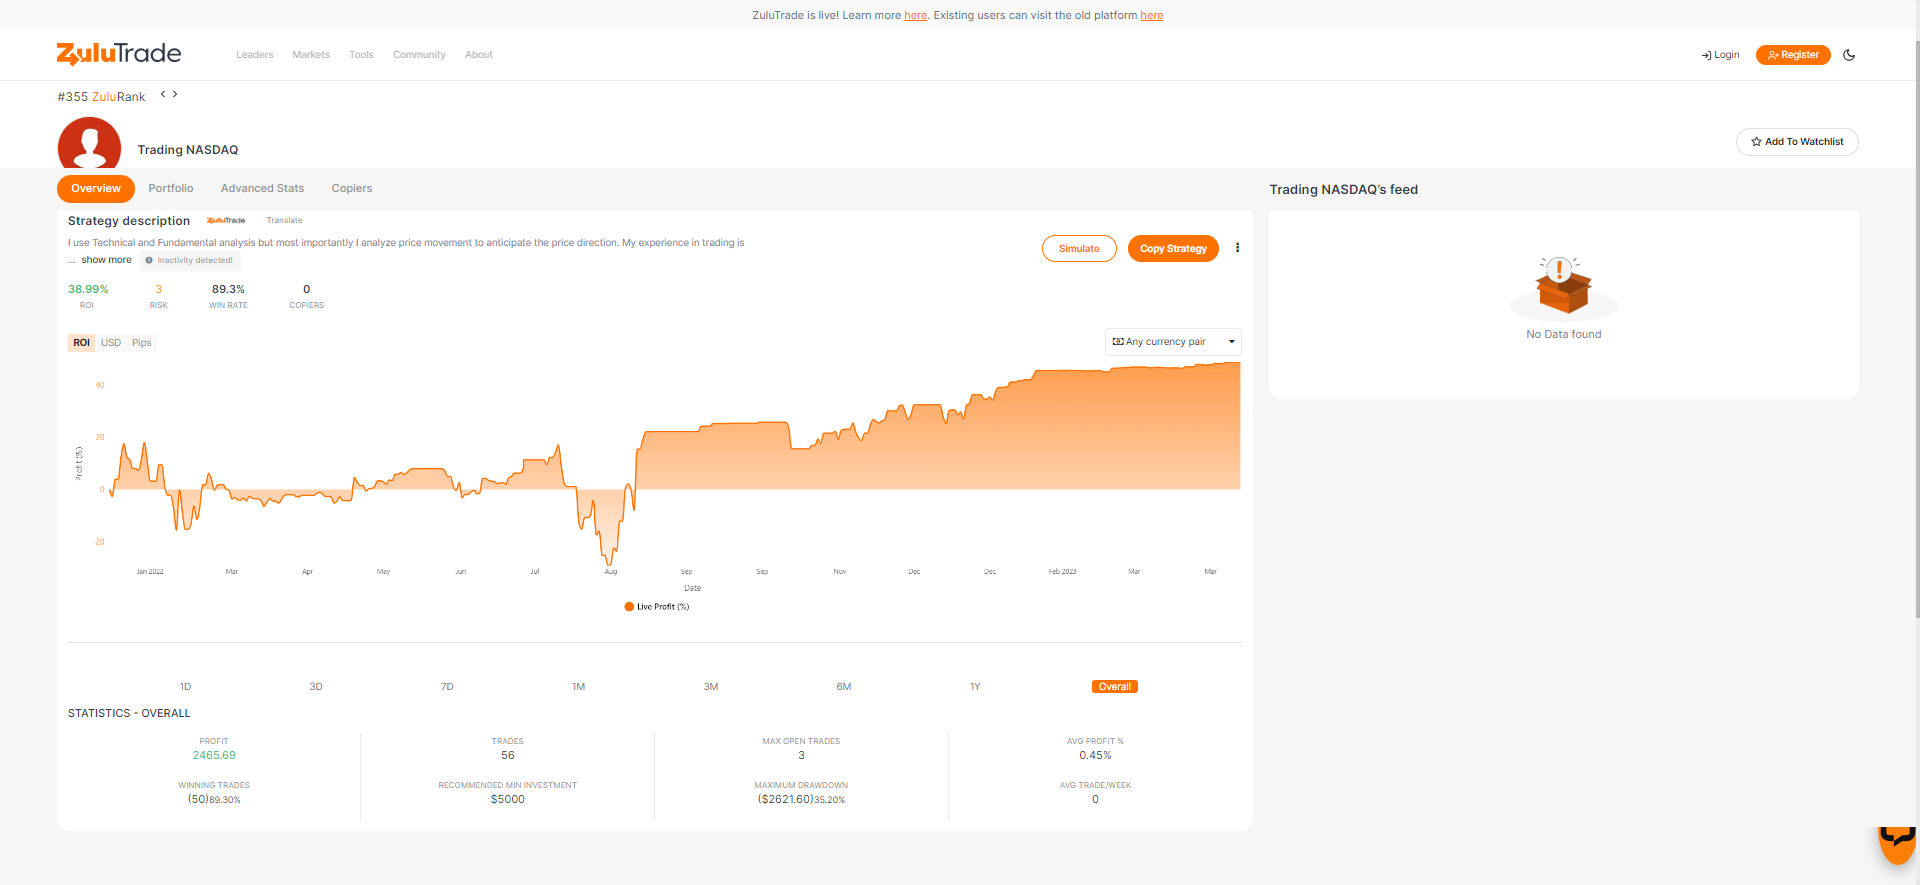 ZuluTrade is live! Learn more here. Existing users can visit the old platform here
ZuluTrade
Leaders Markets Tools Community About
Login Register
#355 ZuluRank
Trading NASDAQ
Add To Watchlist
Overview Portfolio Advanced Stats Copiers
Trading NASDAQ's feed
Strategy description ZuluTrade Translate
I use Technical and Fundamental analysis but most importantly I analyze price movement to anticipate the price direction. My experience in trading is
... show more Inactivity detected!
Simulate Copy Strategy
38.99% 3 89.3% 0
ROI RISK WIN RATE COPIERS
No Data found
ROI USD Pips
Any currency pair
40
20
0
-20
Profit (%)
Jan 2022 Mar Apr May Jun Jul Aug Sep Sep Nov Dec Dec Feb 2023 Mar Mar
Date
Live Profit (%)
1D 3D 7D 1M 3M 6M 1Y Overall
STATISTICS - OVERALL
PROFIT TRADES MAX OPEN TRADES AVG PROFIT %
2465.69 56 3 0.45%
WINNING TRADES RECOMMENDED MIN INVESTMENT MAXIMUM DRAWDOWN AVG TRADE/WEEK
(50)89.30% $5000 ($2621.60)35.20% 0